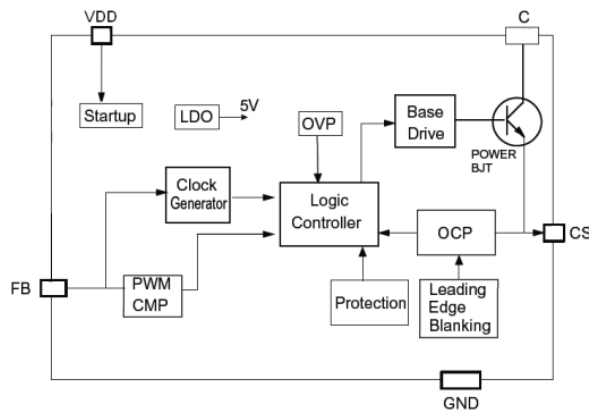 VDD
C
Startup
LDO
5V
OVP
Base
Drive
POWER
BJT
Clock
Generator
Logic
Controller
OCP
CS
FB
PWM
CMP
Protection
Leading
Edge
Blanking
GND